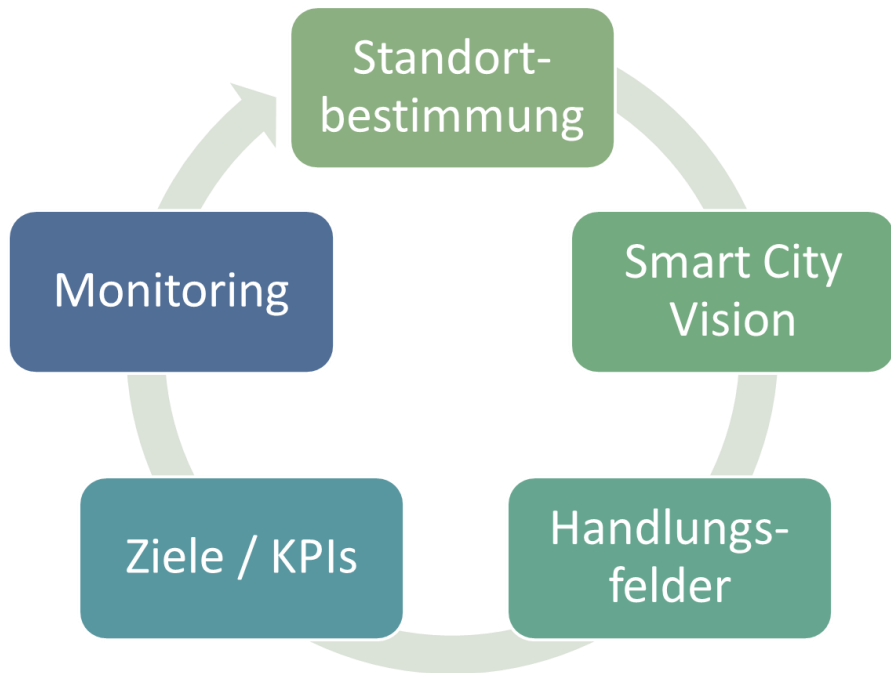 Standort-
bestimmung
Smart City
Vision
Handlungs-
felder
Ziele / KPIs
Monitoring